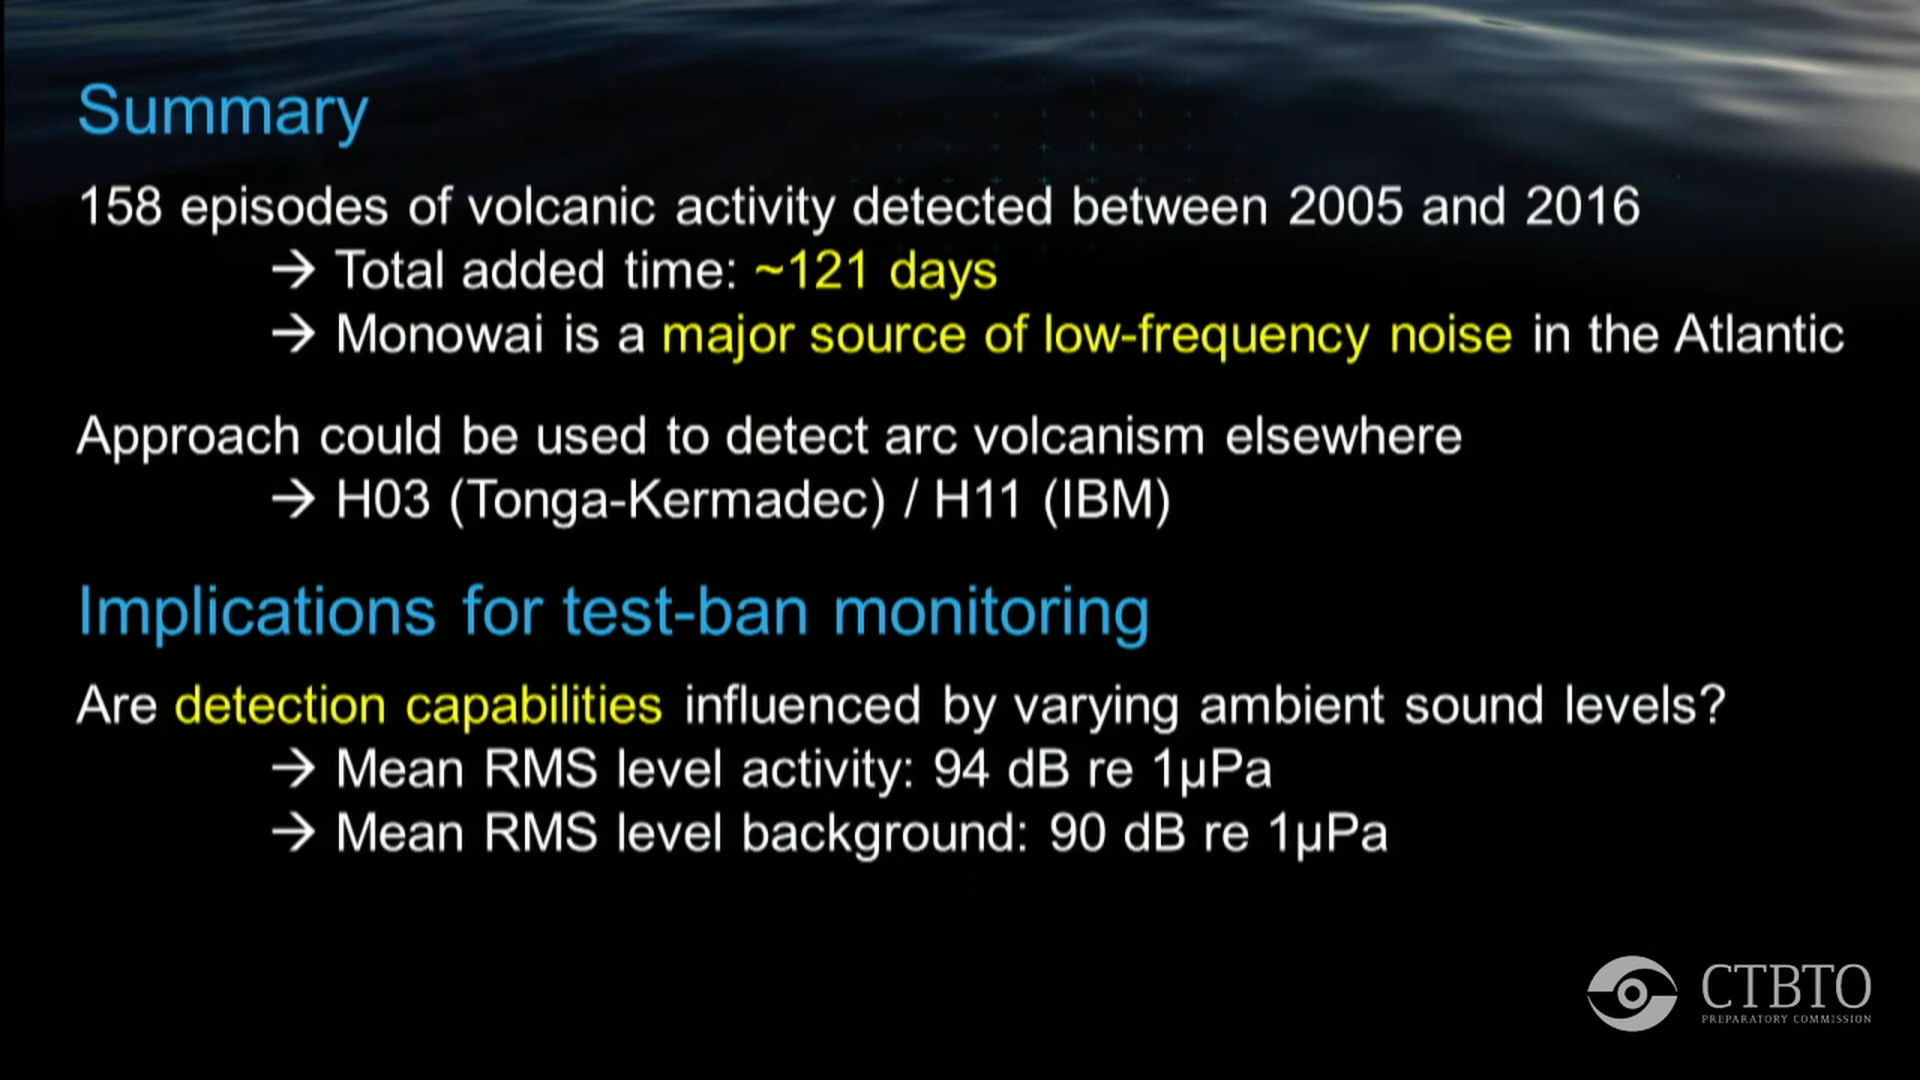 Summary
158 episodes of volcanic activity detected between 2005 and 2016
→ Total added time: ~121 days
→ Monowai is a major source of low-frequency noise in the Atlantic
Approach could be used to detect arc volcanism elsewhere
→ H03 (Tonga-Kermadec) / H11 (IBM)
Implications for test-ban monitoring
Are detection capabilities influenced by varying ambient sound levels?
→ Mean RMS level activity: 94 dB re 1µPa
→ Mean RMS level background: 90 dB re 1µPa
CTBTO
PREPARATORY COMMISSION